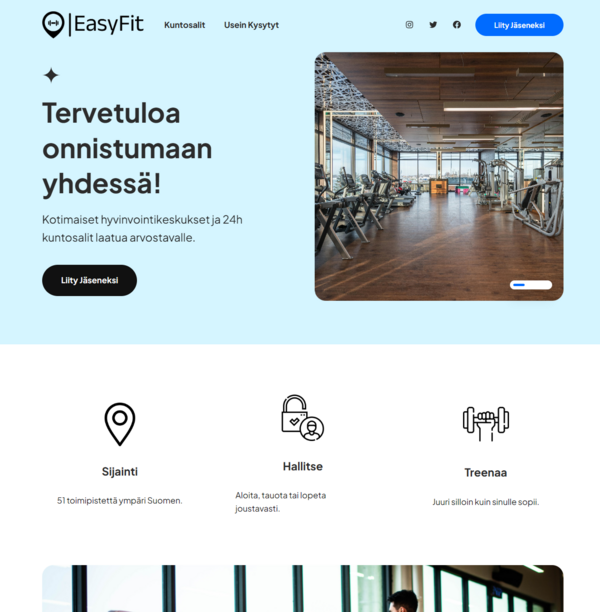 EasyFit
Kuntosalit
Usein Kysytyt
Liity Jäseneksi
Tervetuloa
onnistumaan
yhdessä!
Kotimaiset hyvinvointikeskukset ja 24h
kuntosalit laatua arvostavalle.
Liity Jäseneksi
Sijainti
51 toimipistettä ympäri Suomen.
Hallitse
Aloita, tauota tai lopeta
joustavasti.
Treenaa
Juuri silloin kuin sinulle sopii.